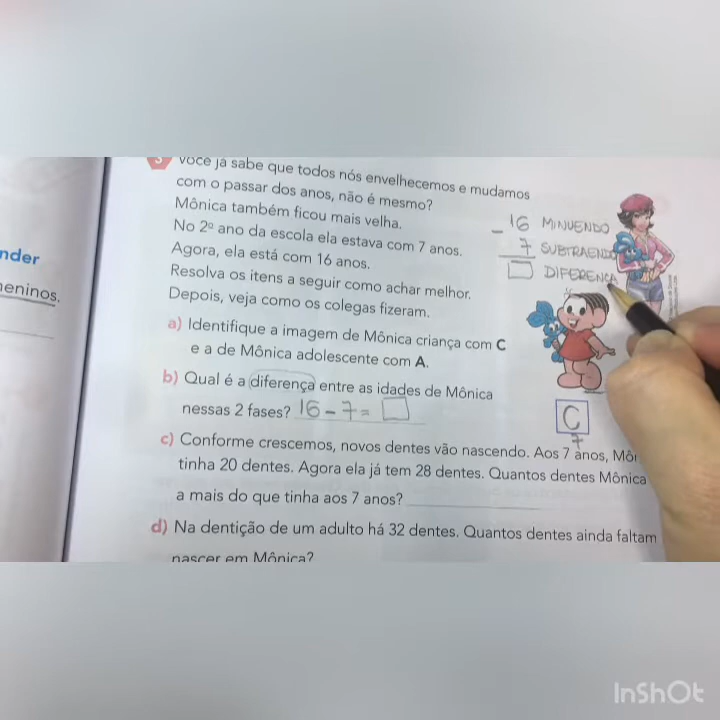 nder
eninos.
3 Você já sabe que todos nós envelhecemos e mudamos
com o passar dos anos, não é mesmo?
Mônica também ficou mais velha.
No 2º ano da escola ela estava com 7 anos.
Agora, ela está com 16 anos.
Resolva os itens a seguir como achar melhor.
Depois, veja como os colegas fizeram.
- 16 MINUENDO
7 SUBTRAENDO
DIFERENÇA
a) Identifique a imagem de Mônica criança com C
e a de Mônica adolescente com A.
b) Qual é a diferença entre as idades de Mônica
nessas 2 fases? 16 - 7 =
C
7
c) Conforme crescemos, novos dentes vão nascendo. Aos 7 anos, Môn
tinha 20 dentes. Agora ela já tem 28 dentes. Quantos dentes Mônica
a mais do que tinha aos 7 anos?
d) Na dentição de um adulto há 32 dentes. Quantos dentes ainda faltam
nascer em Mônica?
InShOt